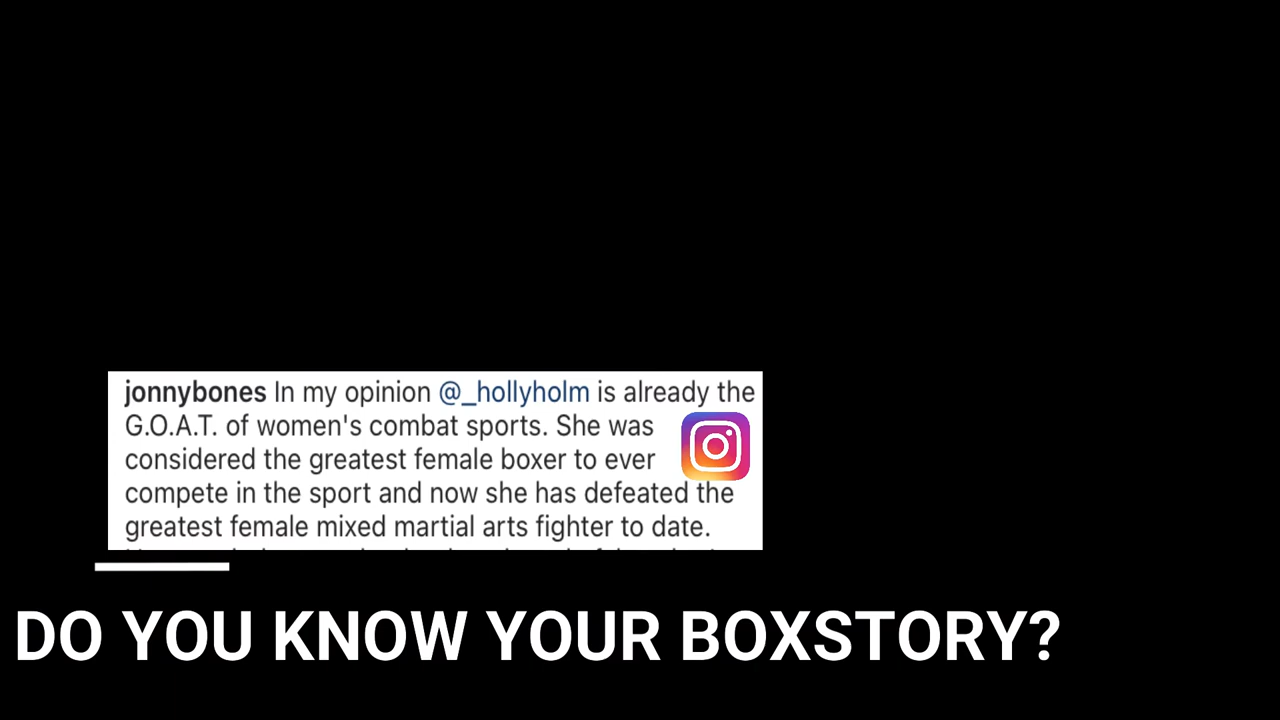 jonnybones In my opinion @_hollyholm is already the
G.O.A.T. of women's combat sports. She was
considered the greatest female boxer to ever
compete in the sport and now she has defeated the
greatest female mixed martial arts fighter to date.
DO YOU KNOW YOUR BOXSTORY?